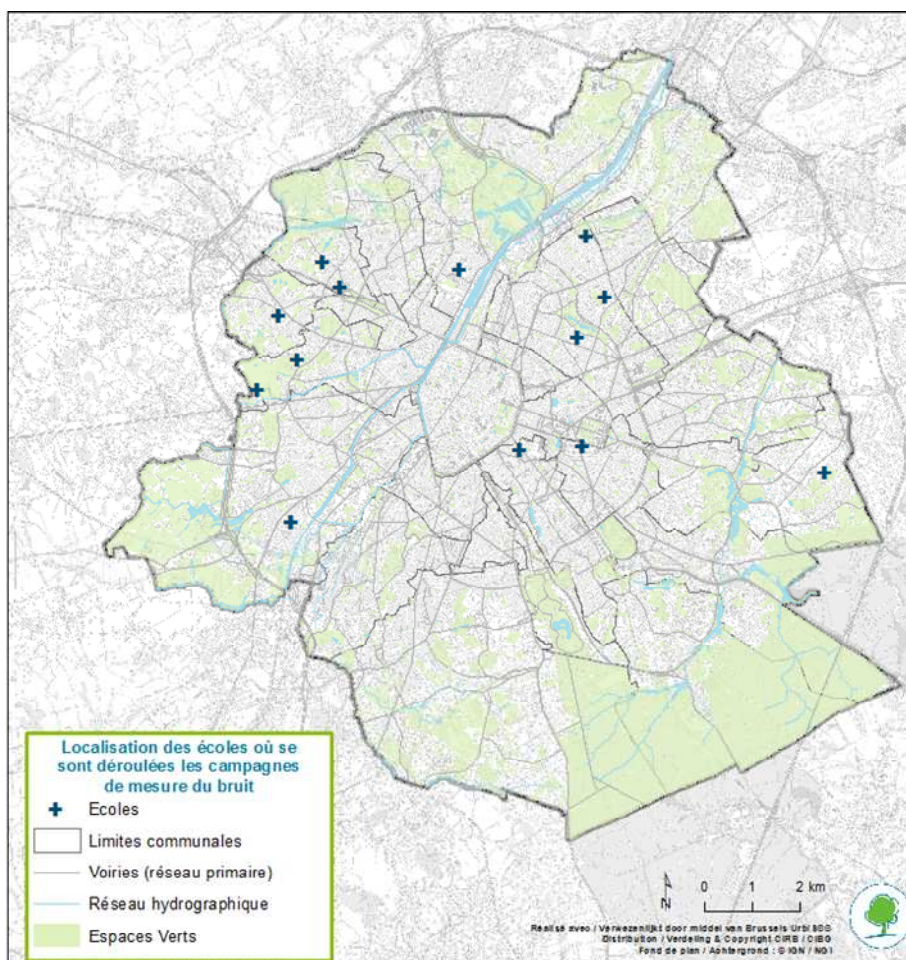 Localisation des écoles où se
sont déroulées les campagnes
de mesure du bruit
Ecoles
Limites communales
Voiries (réseau primaire)
Réseau hydrographique
Espaces Verts
N
0 1 2 km
Réalisé avec / Verwezenlijkt door middel van Brussels UrbIS®©
Distribution / Verdeling & Copyright CIRB / CIBG
Fond de plan / Achtergrond : © IGN / NGI